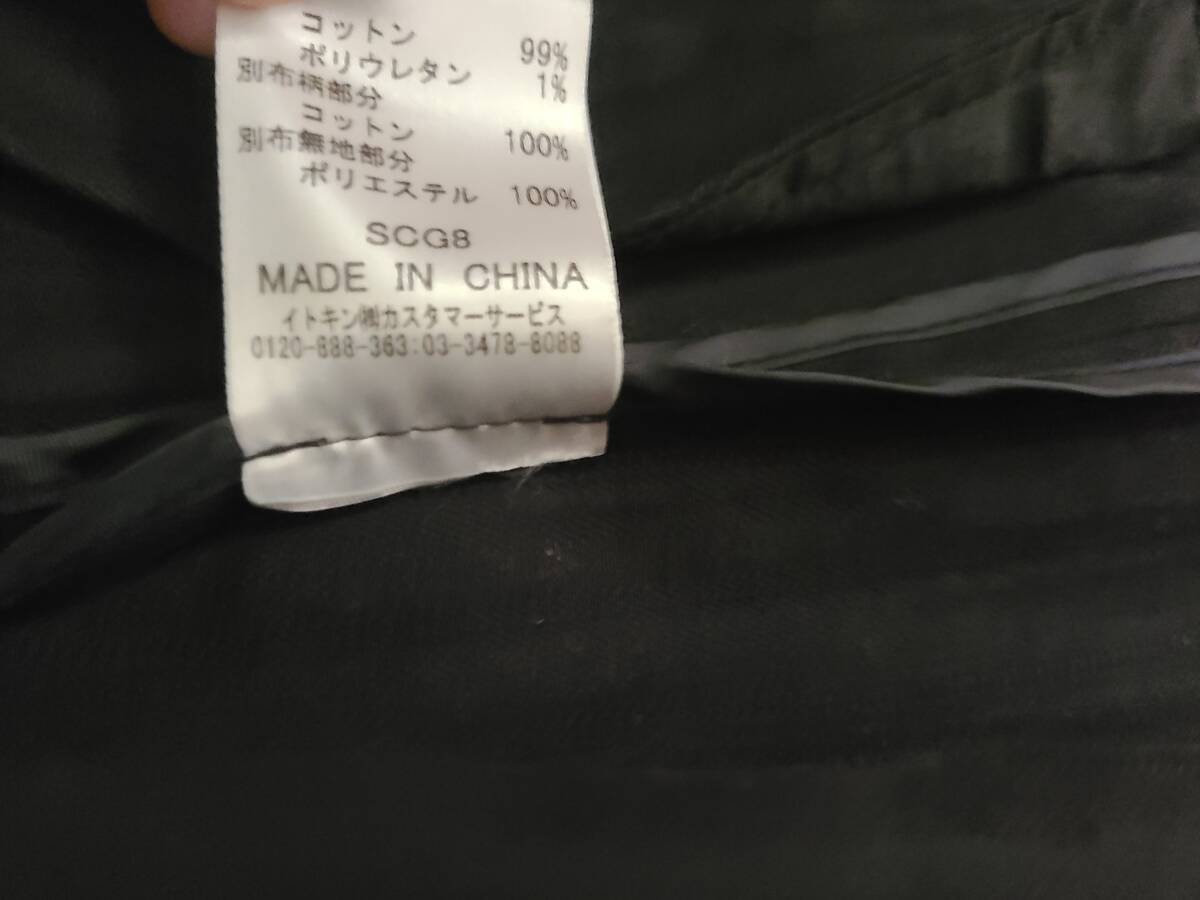 コットン 99%
ポリウレタン 1%
別布柄部分
コットン 100%
別布無地部分
ポリエステル 100%
SCG8
MADE IN CHINA
イトキン㈱カスタマーサービス
0120-888-363:03-3478-8088